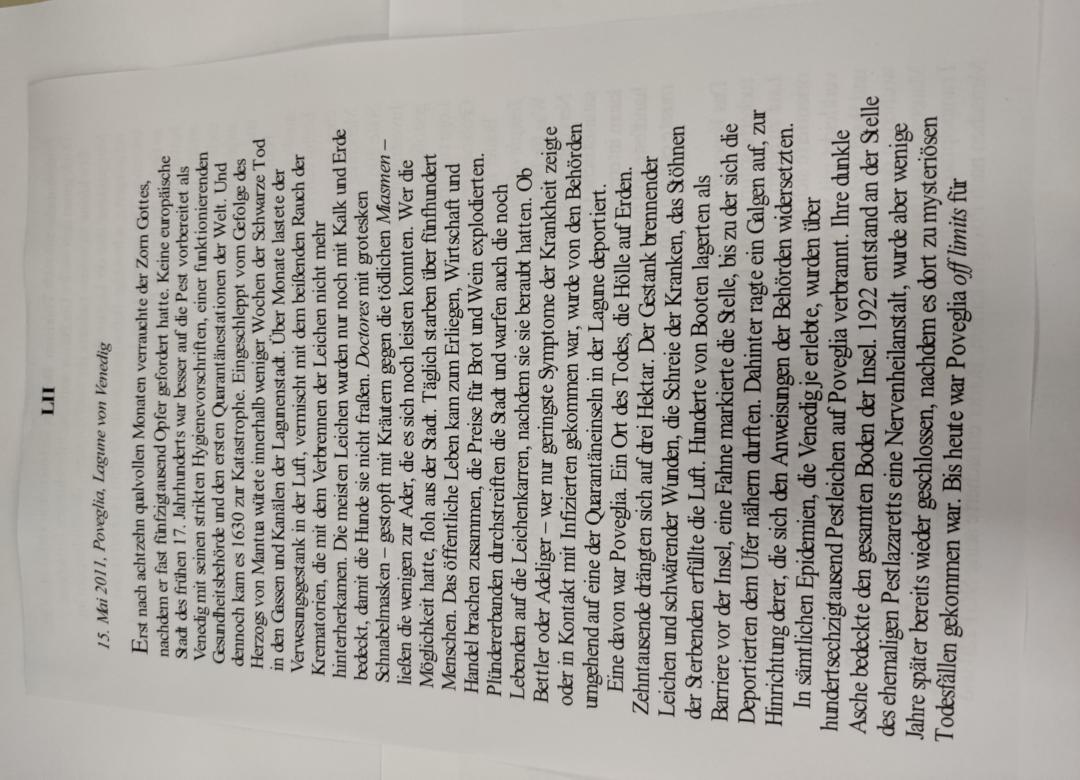 LII
15. Mai 2011, Poveglia, Lagune von Venedig
Erst nach achtzehn qualvollen Monaten verrauchte der Zorn Gottes,
nachdem er fast fünfzigtausend Opfer gefordert hatte. Keine europäische
Stadt des frühen 17. Jahrhunderts war besser auf die Pest vorbereitet als
Venedig mit seinen strikten Hygienevorschriften, einer funktionierenden
Gesundheitsbehörde und den ersten Quarantänestationen der Welt. Und
dennoch kam es 1630 zur Katastrophe. Eingeschleppt vom Gefolge des
Herzogs von Mantua wütete innerhalb weniger Wochen der Schwarze Tod
in den Gassen und Kanälen der Lagunenstadt. Über Monate lastete der
Verwesungsgestank in der Luft, vermischt mit dem beißenden Rauch der
Krematorien, die mit dem Verbrennen der Leichen nicht mehr
hinterherkamen. Die meisten Leichen wurden nur noch mit Kalk und Erde
bedeckt, damit die Hunde sie nicht fraßen. Doctores mit grotesken
Schnabelmasken – gestopft mit Kräutern gegen die tödlichen Miasmen –
ließen die wenigen zur Ader, die es sich noch leisten konnten. Wer die
Möglichkeit hatte, floh aus der Stadt. Täglich starben über fünfhundert
Menschen. Das öffentliche Leben kam zum Erliegen, Wirtschaft und
Handel brachen zusammen, die Preise für Brot und Wein explodierten.
Plündererbanden durchstreiften die Stadt und warfen auch die noch
Lebenden auf die Leichenkarren, nachdem sie sie beraubt hatten. Ob
Bettler oder Adeliger – wer nur geringste Symptome der Krankheit zeigte
oder in Kontakt mit Infizierten gekommen war, wurde von den Behörden
umgehend auf eine der Quarantäneinseln in der Lagune deportiert.
Eine davon war Poveglia. Ein Ort des Todes, die Hölle auf Erden.
Zehntausende drängten sich auf drei Hektar. Der Gestank brennender
Leichen und schwärender Wunden, die Schreie der Kranken, das Stöhnen
der Sterbenden erfüllte die Luft. Hunderte von Booten lagerten als
Barriere vor der Insel, eine Fahne markierte die Stelle, bis zu der sich die
Deportierten dem Ufer nähern durften. Dahinter ragte ein Galgen auf, zur
Hinrichtung derer, die sich den Anweisungen der Behörden widersetzten.
In sämtlichen Epidemien, die Venedig je erlebte, wurden über
hundertsechzigtausend Pestleichen auf Poveglia verbrannt. Ihre dunkle
Asche bedeckte den gesamten Boden der Insel. 1922 entstand an der Stelle
des ehemaligen Pestlazaretts eine Nervenheilanstalt, wurde aber wenige
Jahre später bereits wieder geschlossen, nachdem es dort zu mysteriösen
Todesfällen gekommen war. Bis heute war Poveglia off limits für